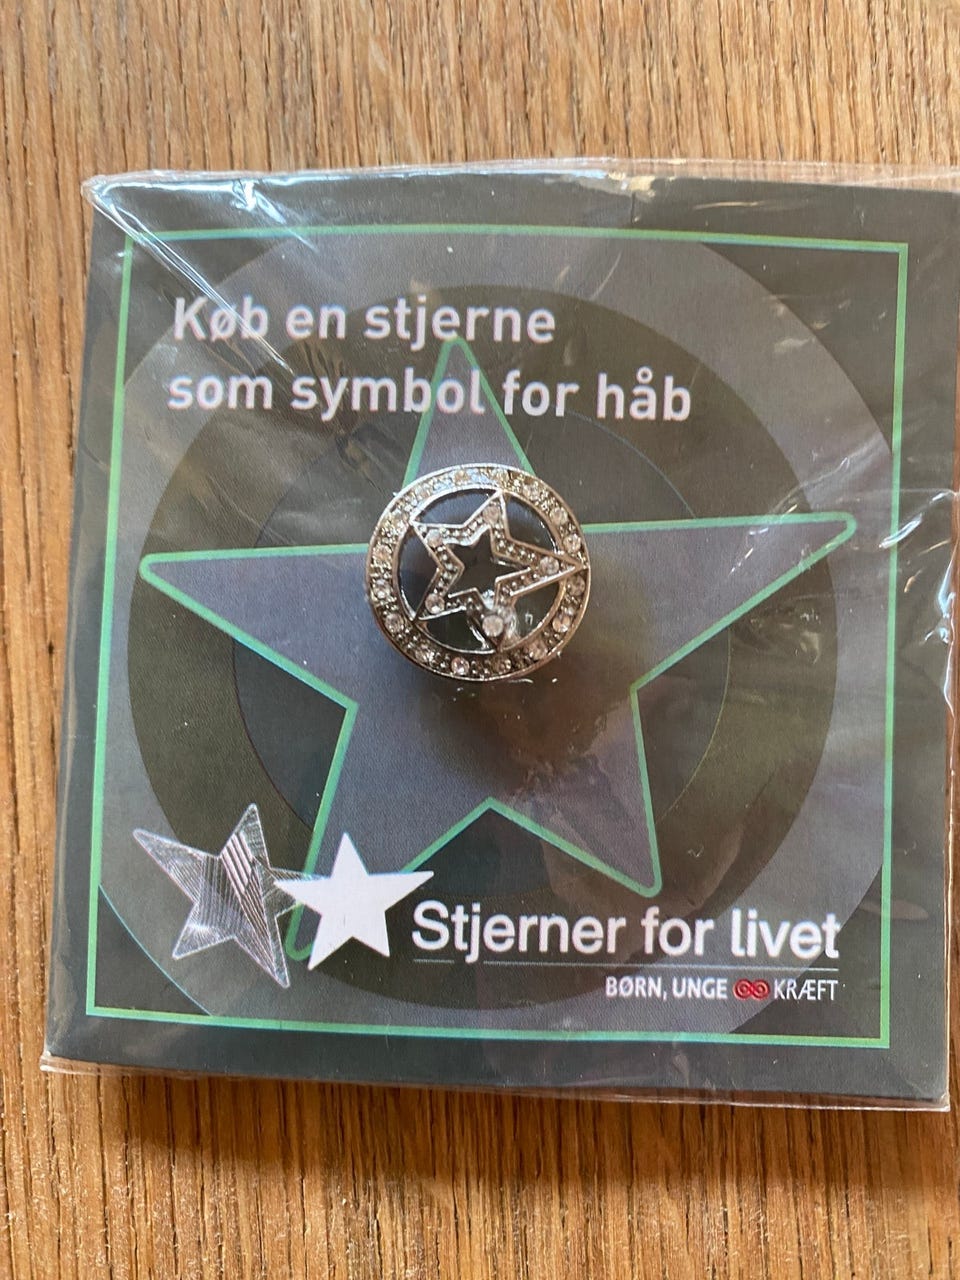 Køb en stjerne
som symbol for håb
Stjerner for livet
BØRN, UNGE KRÆFT